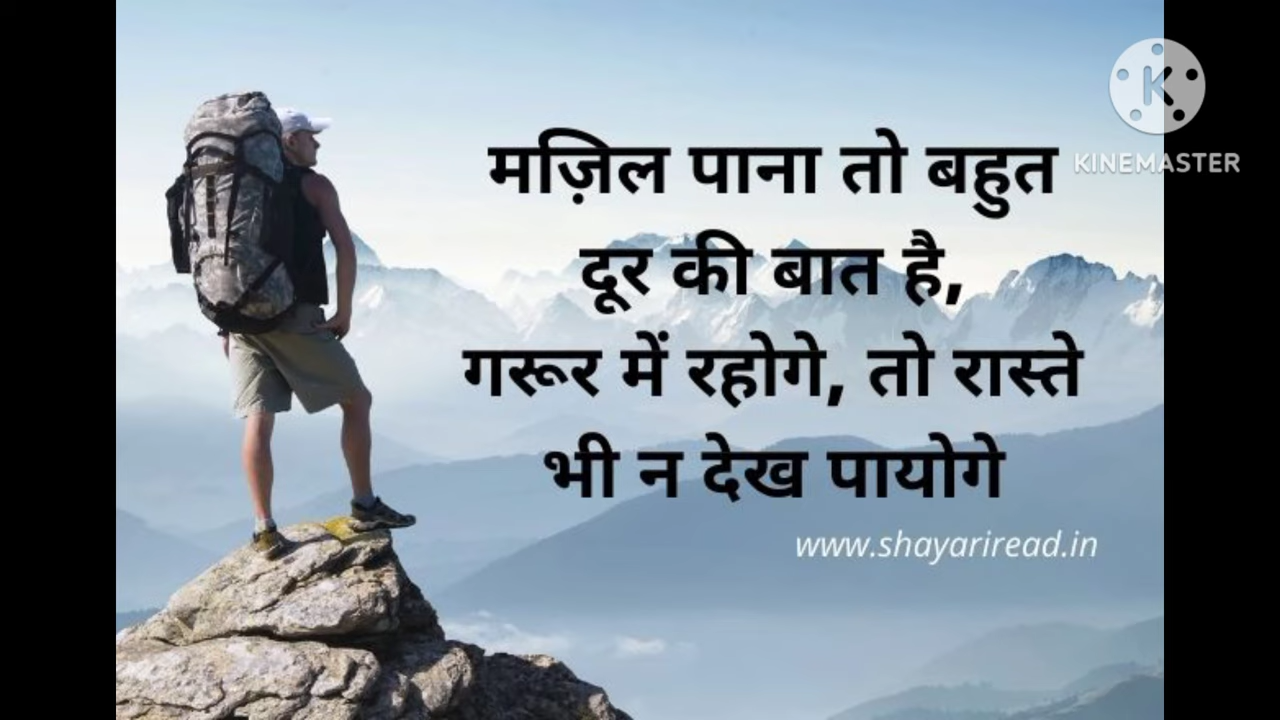 मज़िल पाना तो बहुत
दूर की बात है,
गरूर में रहोगे, तो रास्ते
भी न देख पायोगे
www.shayariread.in
K
KINEMASTER